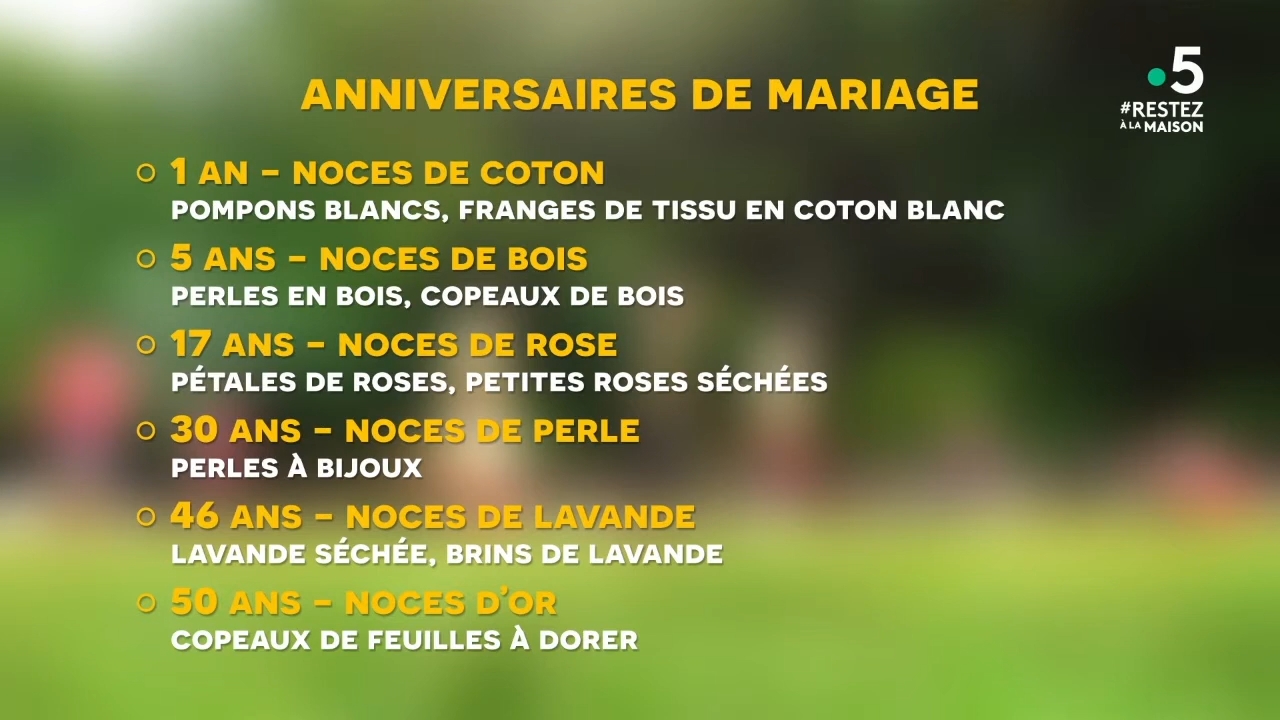 ANNIVERSAIRES DE MARIAGE
•5
#RESTEZ
À LA MAISON
1 AN – NOCES DE COTON
POMPONS BLANCS, FRANGES DE TISSU EN COTON BLANC
5 ANS – NOCES DE BOIS
PERLES EN BOIS, COPEAUX DE BOIS
17 ANS – NOCES DE ROSE
PÉTALES DE ROSES, PETITES ROSES SÉCHÉES
30 ANS – NOCES DE PERLE
PERLES À BIJOUX
46 ANS – NOCES DE LAVANDE
LAVANDE SÉCHÉE, BRINS DE LAVANDE
50 ANS – NOCES D'OR
COPEAUX DE FEUILLES À DORER